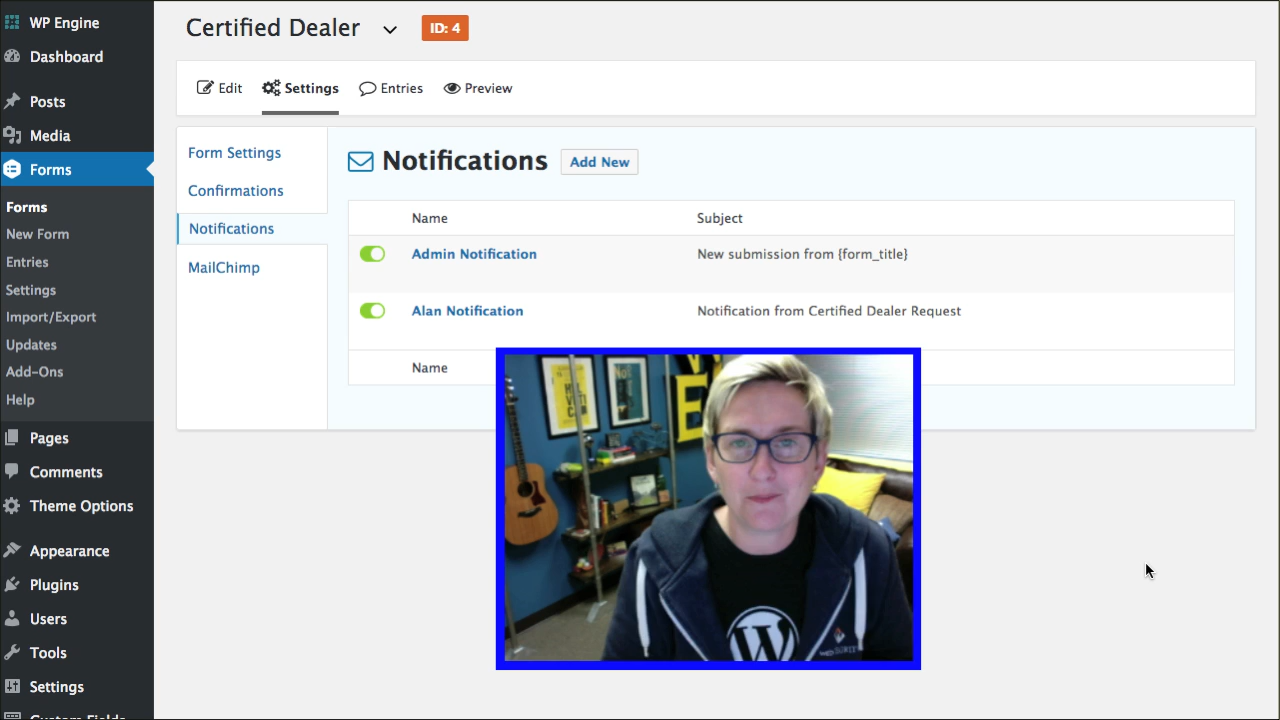 WP Engine
Dashboard
Posts
Media
Forms
Forms
New Form
Entries
Settings
Import/Export
Updates
Add-Ons
Help
Pages
Comments
Theme Options
Appearance
Plugins
Users
Tools
Settings
Custom Fields
Certified Dealer ID: 4
Edit Settings Entries Preview
Form Settings
Confirmations
Notifications
MailChimp
Notifications Add New
Name Subject
Admin Notification New submission from {form_title}
Alan Notification Notification from Certified Dealer Request
Name